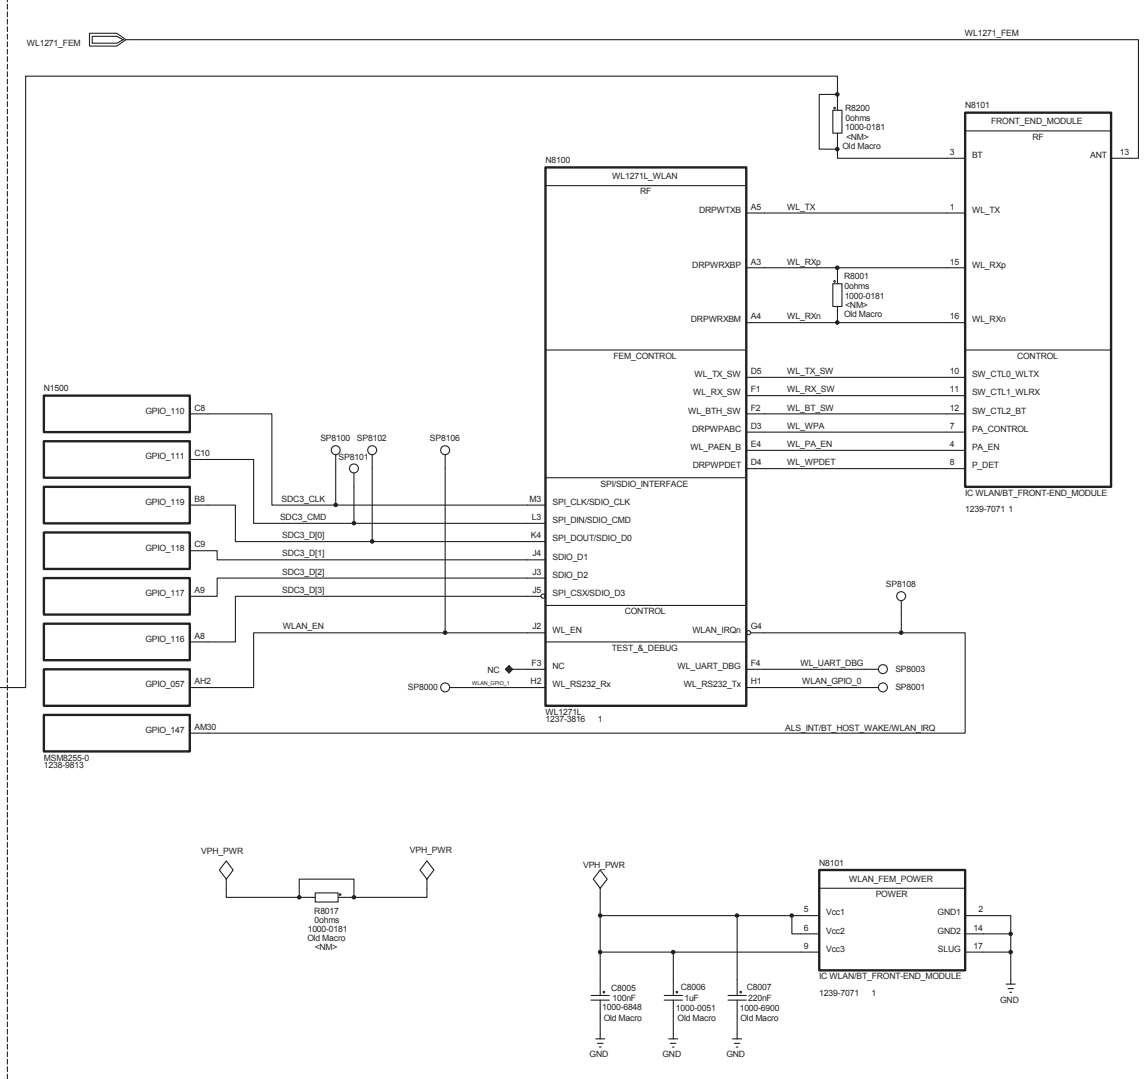 WL1271_FEM
WL1271_FEM
R8200
0ohms
1000-0181
<NM>
Old Macro
N8101
FRONT_END_MODULE
RF
3 BT
ANT 13
N8100
WL1271L_WLAN
RF
DRPWTXB A5 WL_TX 1 WL_TX
DRPWRXBP A3 WL_RXp 15 WL_RXp
R8001
0ohms
1000-0181
<NM>
Old Macro
DRPWRXBM A4 WL_RXn 16 WL_RXn
FEM_CONTROL
CONTROL
WL_TX_SW D5 WL_TX_SW 10 SW_CTL0_WLTX
WL_RX_SW F1 WL_RX_SW 11 SW_CTL1_WLRX
WL_BTH_SW F2 WL_BT_SW 12 SW_CTL2_BT
DRPWPABC D3 WL_WPA 7 PA_CONTROL
WL_PAEN_B E4 WL_PA_EN 4 PA_EN
DRPWPDET D4 WL_WPDET 8 P_DET
IC WLAN/BT_FRONT-END_MODULE
1239-7071 1
N1500
GPIO_110 C8
GPIO_111 C10
GPIO_119 B8
GPIO_118 C9
GPIO_117 A9
GPIO_116 A8
GPIO_057 AH2
GPIO_147 AM30
MSM8255-0
1238-9813
SP8100
SP8102
SP8101
SP8106
SPI/SDIO_INTERFACE
SDC3_CLK M3 SPI_CLK/SDIO_CLK
SDC3_CMD L3 SPI_DIN/SDIO_CMD
SDC3_D[0] K4 SPI_DOUT/SDIO_D0
SDC3_D[1] J4 SDIO_D1
SDC3_D[2] J3 SDIO_D2
SDC3_D[3] J5 SPI_CSX/SDIO_D3
CONTROL
WLAN_EN J2 WL_EN
WLAN_IRQn G4
SP8108
TEST_&_DEBUG
NC F3 NC
WL_UART_DBG F4 WL_UART_DBG SP8003
SP8000 WLAN_GPIO_1 H2 WL_RS232_Rx
WL_RS232_Tx H1 WLAN_GPIO_0 SP8001
WL1271L
1237-3816 1
ALS_INT/BT_HOST_WAKE/WLAN_IRQ
VPH_PWR
VPH_PWR
R8017
0ohms
1000-0181
Old Macro
<NM>
VPH_PWR
N8101
WLAN_FEM_POWER
POWER
5 Vcc1 GND1 2
6 Vcc2 GND2 14
9 Vcc3 SLUG 17
IC WLAN/BT_FRONT-END_MODULE
1239-7071 1
GND
C8005
100nF
1000-6848
Old Macro
GND
C8006
1uF
1000-0051
Old Macro
GND
C8007
220nF
1000-6900
Old Macro
GND